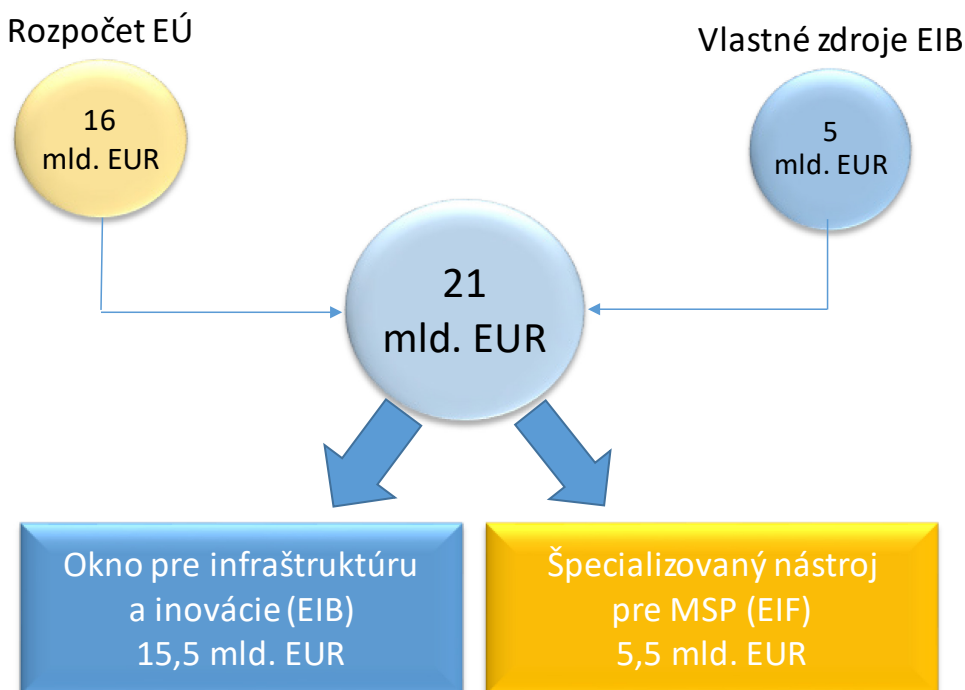 Rozpočet EÚ
Vlastné zdroje EIB
16
mld. EUR
5
mld. EUR
21
mld. EUR
Okno pre infraštruktúru
a inovácie (EIB)
15,5 mld. EUR
Špecializovaný nástroj
pre MSP (EIF)
5,5 mld. EUR